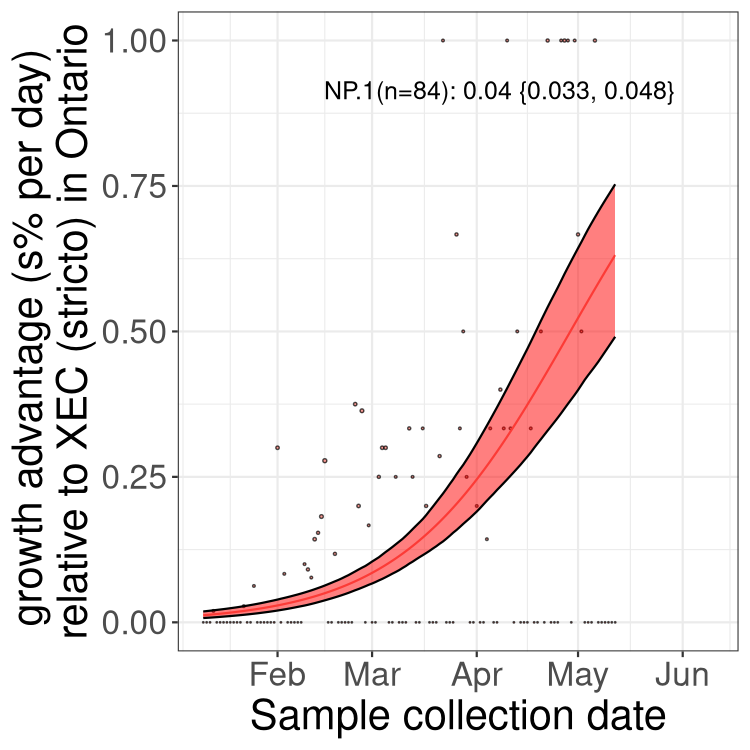 growth advantage (s% per day)
relative to XEC (stricto) in Ontario
1.00
0.75
0.50
0.25
0.00
NP.1(n=84): 0.04 {0.033, 0.048}
Feb Mar Apr May Jun
Sample collection date